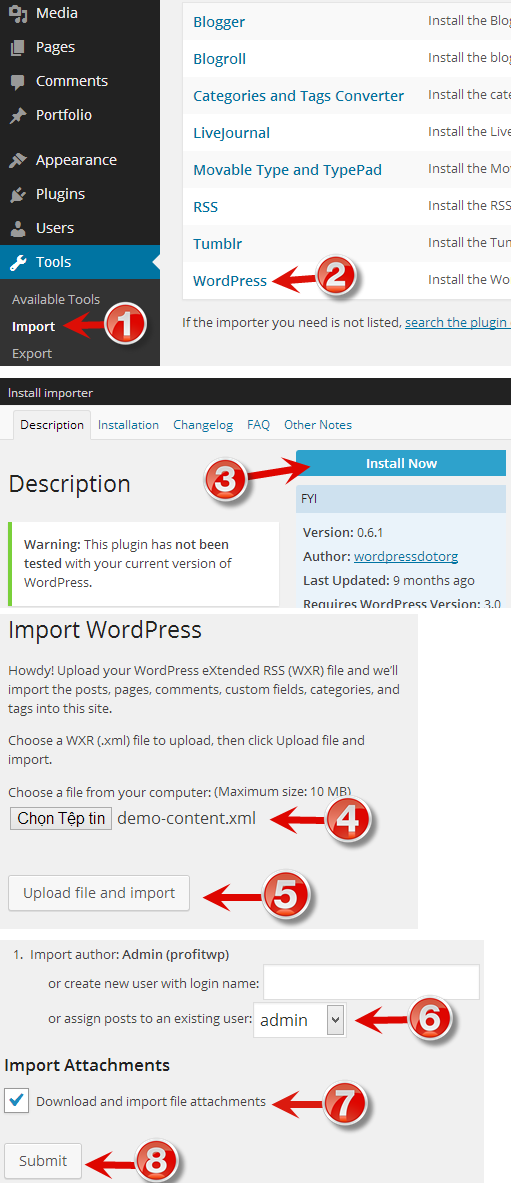 Media
Pages
Comments
Portfolio
Appearance
Plugins
Users
Tools
Available Tools
Import
Export
1
Blogger Install the Blog
Blogroll Install the blog
Categories and Tags Converter Install the cate
LiveJournal Install the Live
Movable Type and TypePad Install the Mov
RSS Install the RSS
Tumblr Install the Tum
WordPress Install the Wo
2
If the importer you need is not listed, search the plugin
Install importer
Description Installation Changelog FAQ Other Notes
3
Install Now
Description
FYI
Warning: This plugin has not been
tested with your current version of
WordPress.
Version: 0.6.1
Author: wordpressdotorg
Last Updated: 9 months ago
Requires WordPress Version: 3.0
Import WordPress
Howdy! Upload your WordPress eXtended RSS (WXR) file and we'll
import the posts, pages, comments, custom fields, categories, and
tags into this site.
Choose a WXR (.xml) file to upload, then click Upload file and
import.
Choose a file from your computer: (Maximum size: 10 MB)
Chọn Tệp tin demo-content.xml
4
Upload file and import
5
1. Import author: Admin (profitwp)
or create new user with login name:
or assign posts to an existing user: admin
6
Import Attachments
Download and import file attachments
7
Submit
8